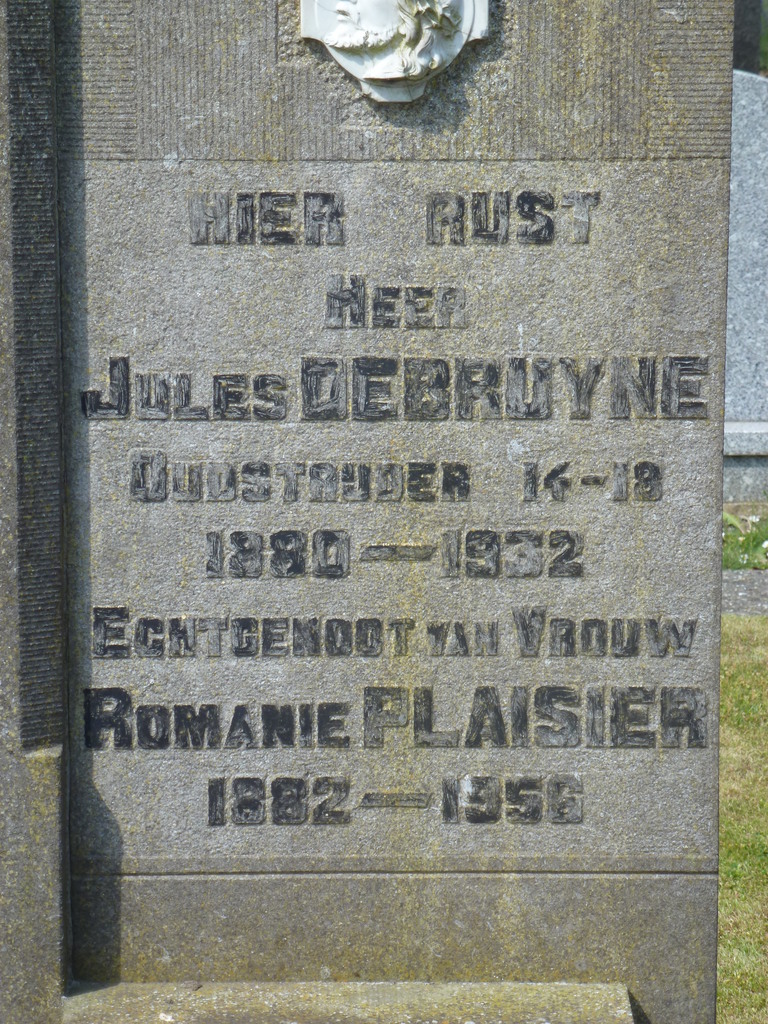 HIER RUST
HEER
JULES DEBRUYNE
OUDSTRIJDER 14-18
1880 — 1932
ECHTGENOOT VAN VROUW
ROMANIE PLAISIER
1882 — 1956